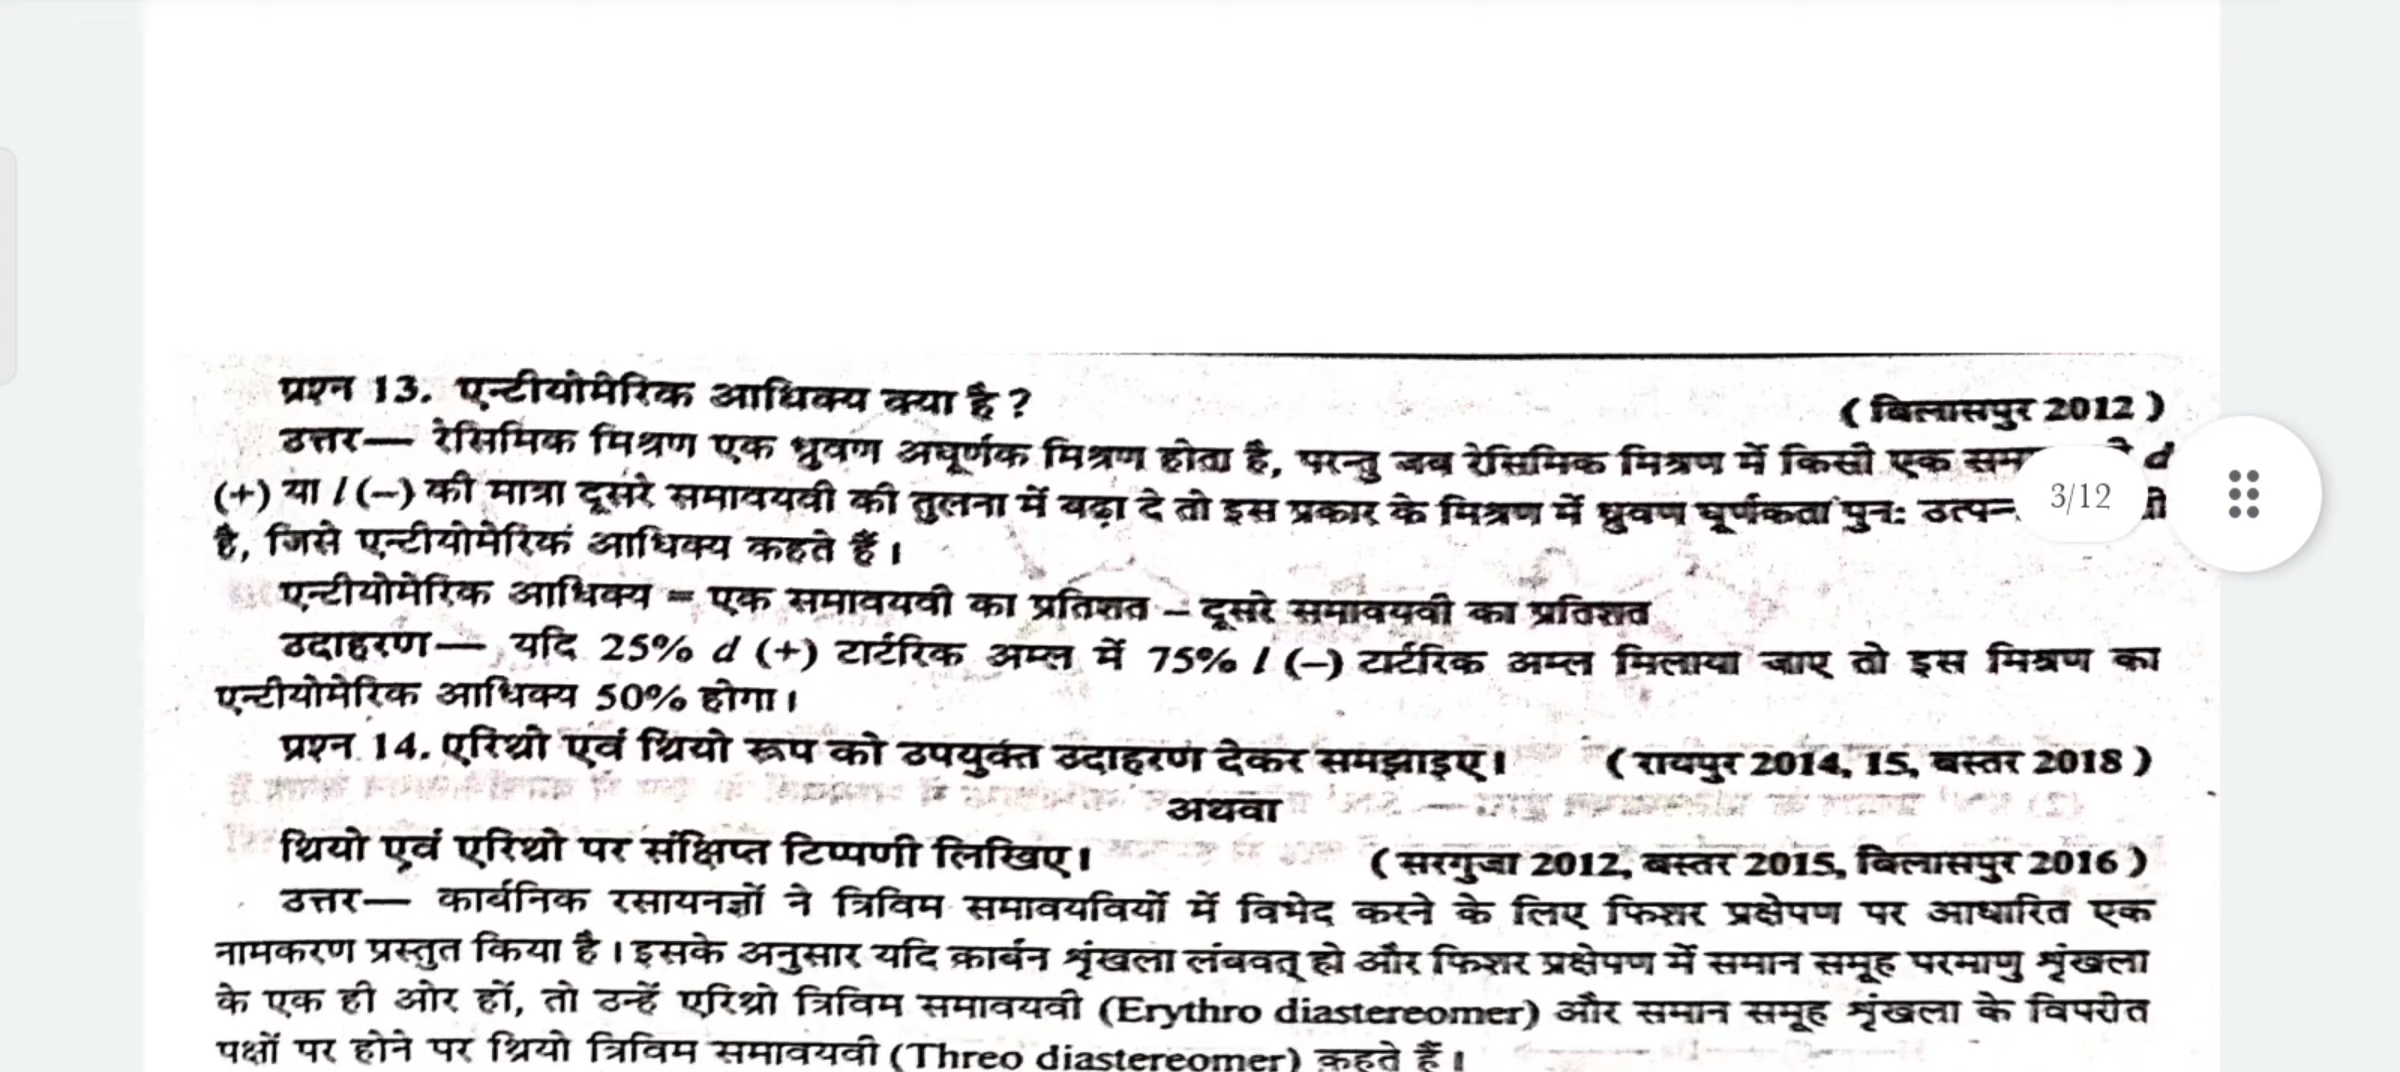 प्रश्न 13. एन्टीयोमेरिक आधिक्य क्या है ? (बिलासपुर 2012)
उत्तर— रेसिमिक मिश्रण एक ध्रुवण अघूर्णक मिश्रण होता है, परन्तु जब रेसिमिक मिश्रण में किसी एक d
(+) या l (–) की मात्रा दूसरे समावयवी की तुलना में बढ़ा दे तो इस प्रकार के मिश्रण में ध्रुवण घूर्णकता पुनः
3/12
है, जिसे एन्टीयोमेरिक आधिक्य कहते हैं।
एन्टीयोमेरिक आधिक्य = एक समावयवी का प्रतिशत – दूसरे समावयवी का प्रतिशत
उदाहरण— यदि 25% d (+) टार्टरिक अम्ल में 75% l (–) टार्टरिक अम्ल मिलाया जाए तो इस मिश्रण का
एन्टीयोमेरिक आधिक्य 50% होगा।
प्रश्न 14. एरिथ्रो एवं थ्रियो रूप को उपयुक्त उदाहरण देकर समझाइए। (रायपुर 2014, 15, बस्तर 2018)
अथवा
थ्रियो एवं एरिथ्रो पर संक्षिप्त टिप्पणी लिखिए। (सरगुजा 2012, बस्तर 2015, बिलासपुर 2016)
उत्तर— कार्बनिक रसायनज्ञों ने त्रिविम समावयवियों में विभेद करने के लिए फिशर प्रक्षेपण पर आधारित एक
नामकरण प्रस्तुत किया है। इसके अनुसार यदि कार्बन शृंखला लंबवत् हो और फिशर प्रक्षेपण में समान समूह परमाणु शृंखला
के एक ही ओर हों, तो उन्हें एरिथ्रो त्रिविम समावयवी (Erythro diastereomer) और समान समूह शृंखला के विपरीत
पक्षों पर होने पर थ्रियो त्रिविम समावयवी (Threo diastereomer) कहते हैं।